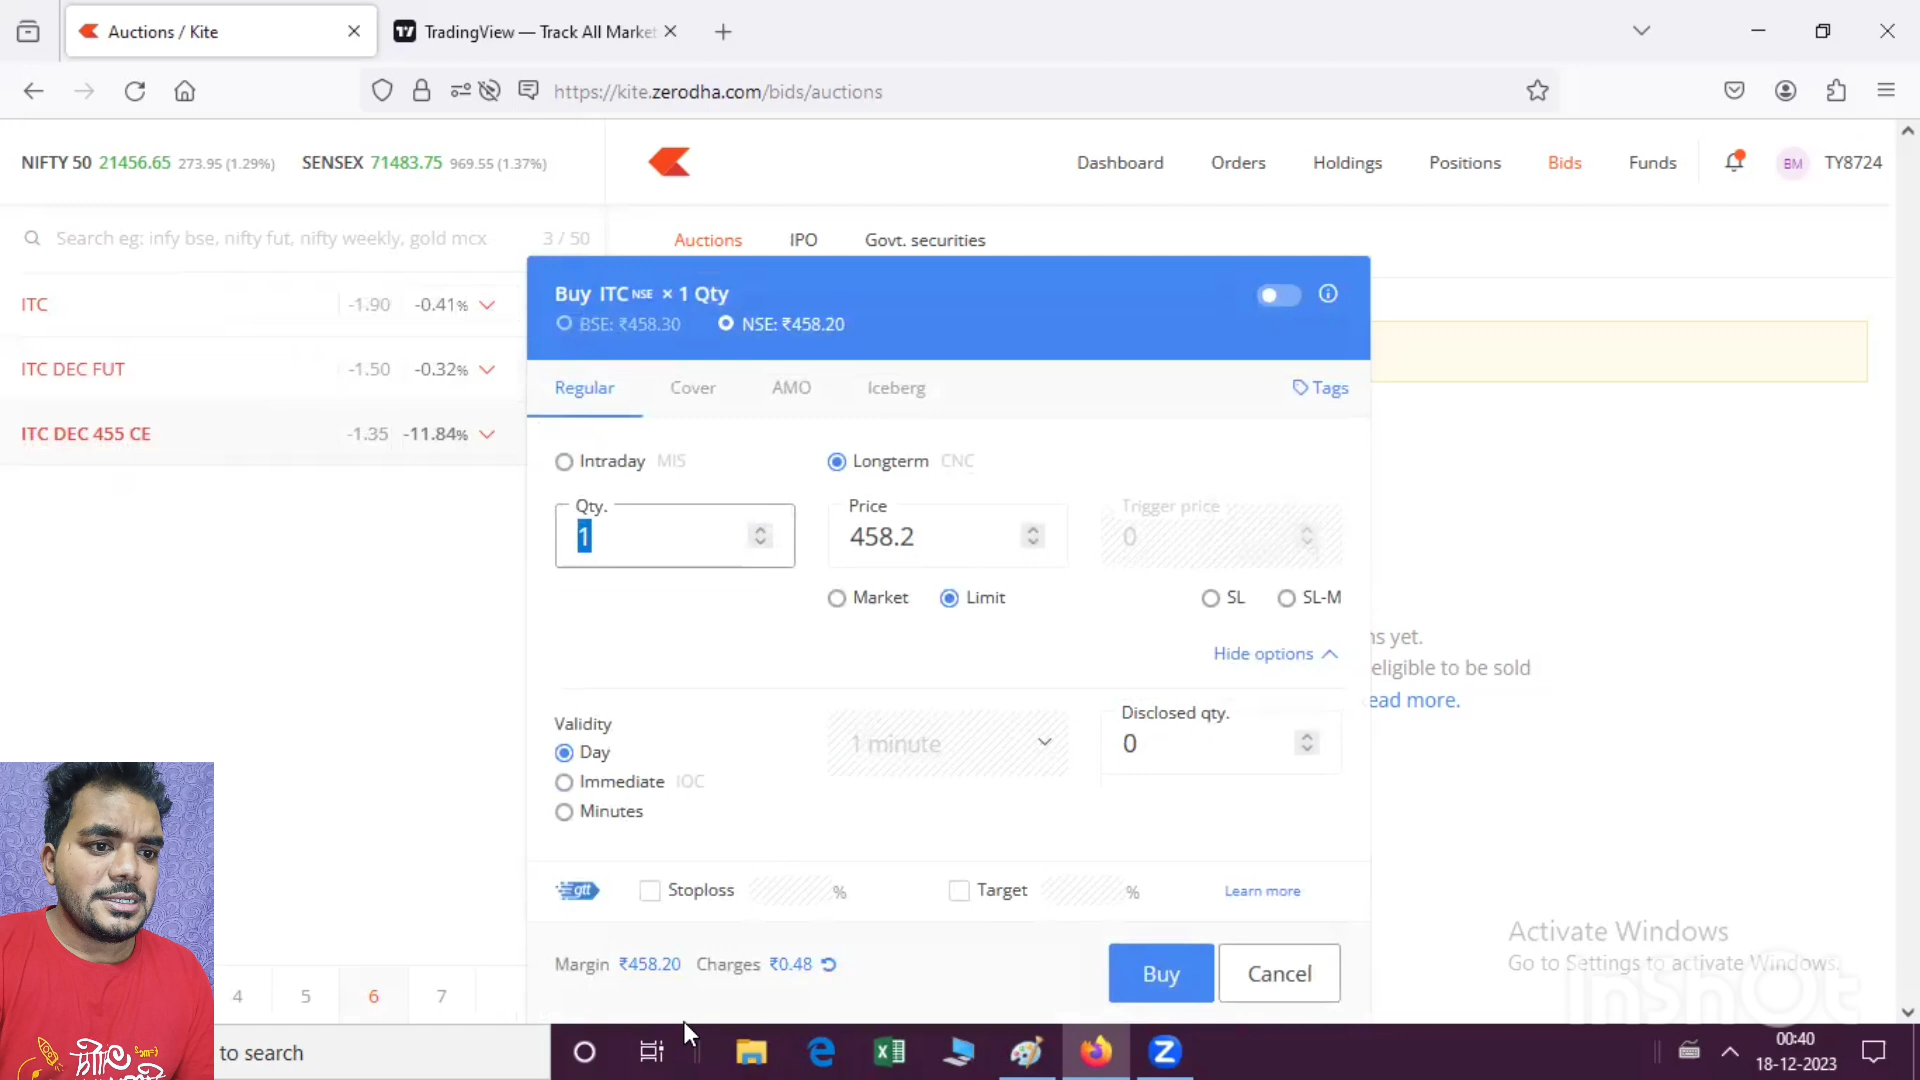 Auctions / Kite
TradingView — Track All Market
https://kite.zerodha.com/bids/auctions
NIFTY 50 21456.65 273.95 (1.29%) SENSEX 71483.75 969.55 (1.37%)
Dashboard Orders Holdings Positions Bids Funds BM TY8724
Search eg: infy bse, nifty fut, nifty weekly, gold mcx 3 / 50
Auctions IPO Govt. securities
ITC -1.90 -0.41%
ITC DEC FUT -1.50 -0.32%
ITC DEC 455 CE -1.35 -11.84%
Buy ITC NSE × 1 Qty
BSE: ₹458.30 NSE: ₹458.20
Regular Cover AMO Iceberg Tags
Intraday MIS Longterm CNC
Qty. Price Trigger price
1 458.2 0
Market Limit SL SL-M
Hide options
yet.
eligible to be sold
more.
Validity
Day
Immediate IOC
Minutes
1 minute
Disclosed qty.
0
gtt Stoploss % Target % Learn more
Margin ₹458.20 Charges ₹0.48
Buy Cancel
Activate Windows
Go to Settings to activate Windows.
InShOt
4 5 6 7
to search
00:40
18-12-2023